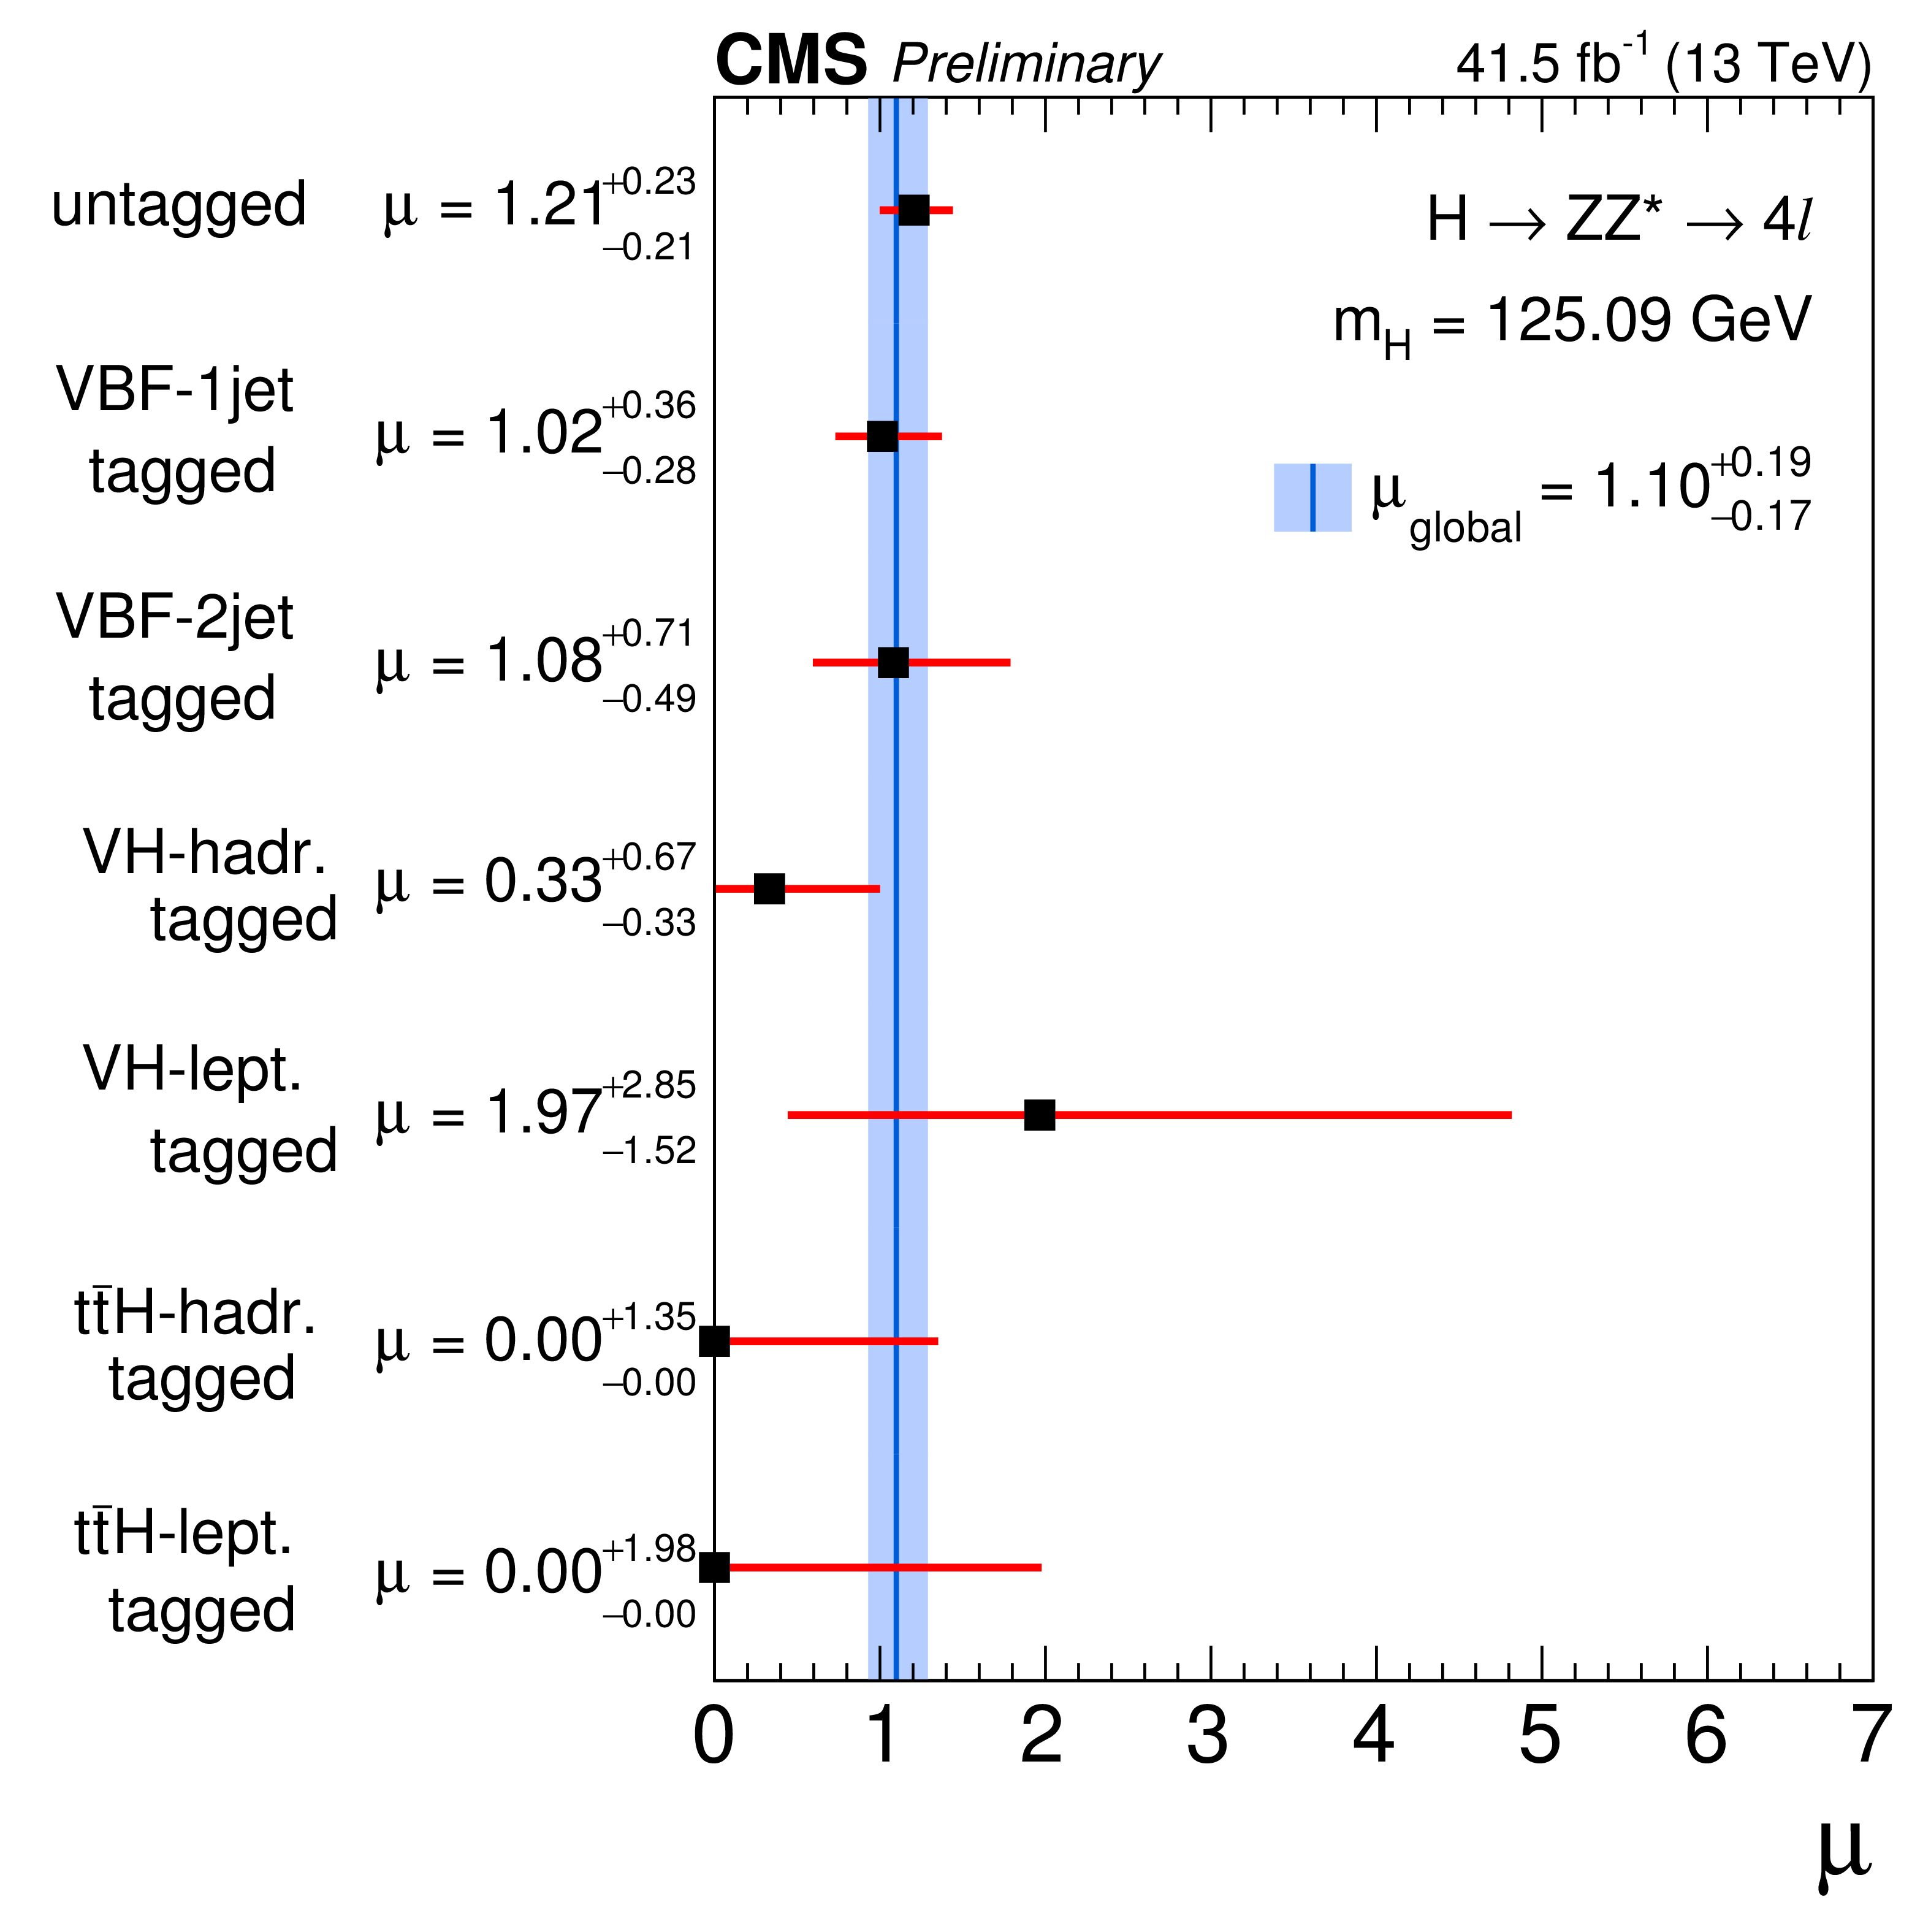 CMS Preliminary 41.5 fb⁻¹ (13 TeV)
untagged μ = 1.21 +0.23 −0.21
H → ZZ* → 4l
m_H = 125.09 GeV
VBF-1jet
tagged μ = 1.02 +0.36 −0.28
μ_global = 1.10 +0.19 −0.17
VBF-2jet
tagged μ = 1.08 +0.71 −0.49
VH-hadr.
tagged μ = 0.33 +0.67 −0.33
VH-lept.
tagged μ = 1.97 +2.85 −1.52
tt̄H-hadr.
tagged μ = 0.00 +1.35 −0.00
tt̄H-lept.
tagged μ = 0.00 +1.98 −0.00
0 1 2 3 4 5 6 7
μ